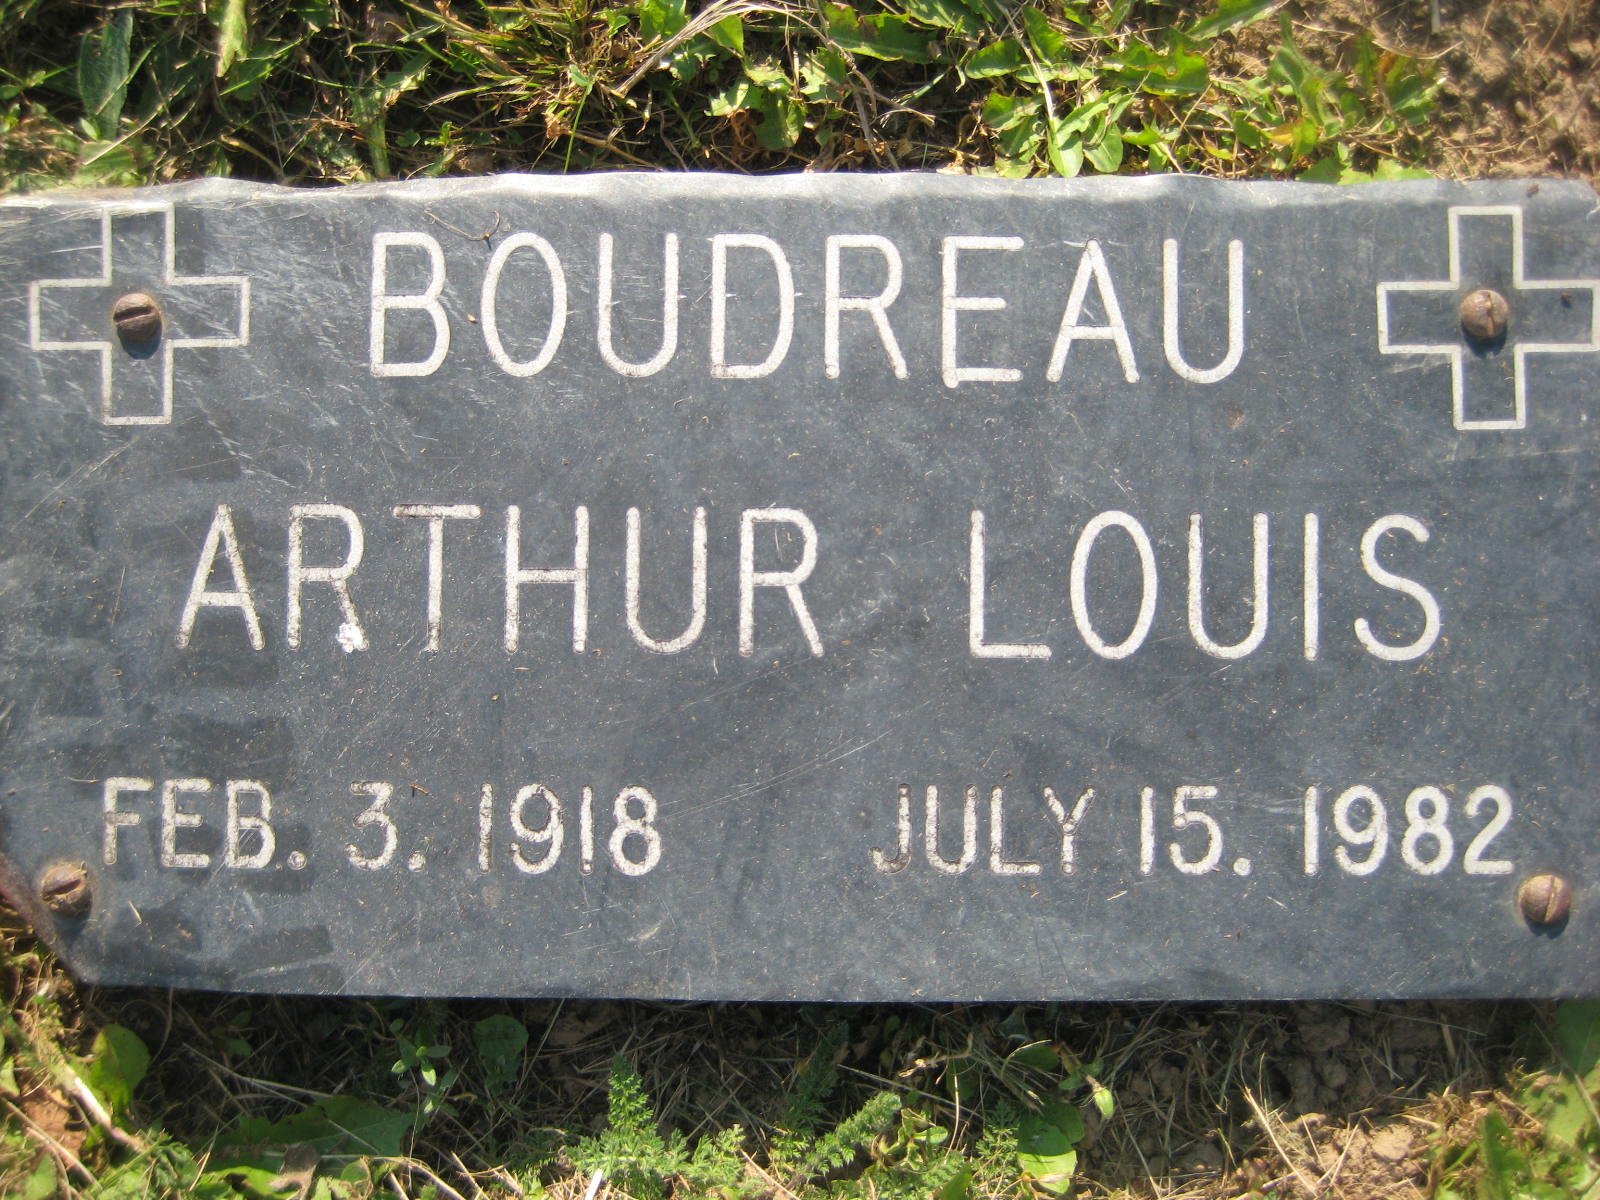 BOUDREAU
ARTHUR LOUIS
FEB. 3. 1918 JULY 15. 1982